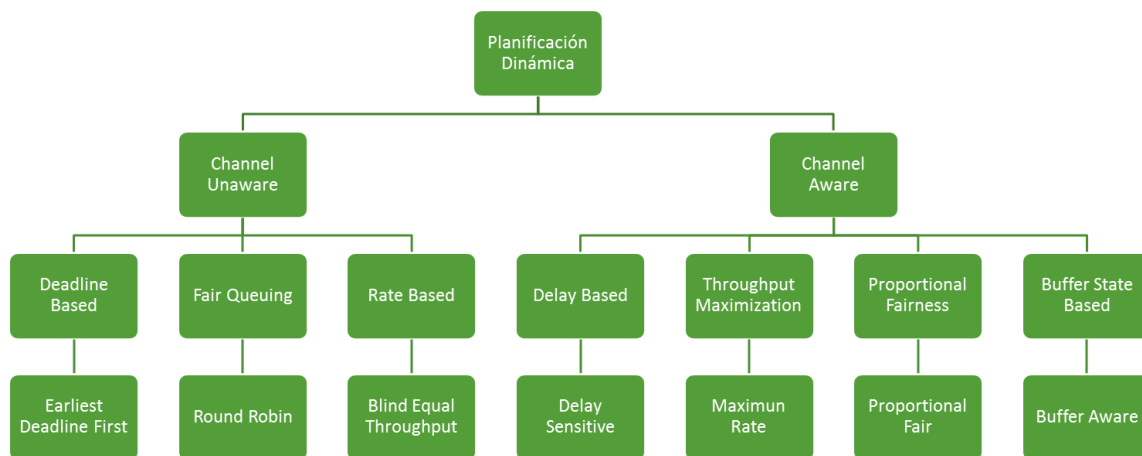 Planificación
Dinámica
Channel
Unaware
Channel
Aware
Deadline
Based
Fair Queuing
Rate Based
Delay Based
Throughput
Maximization
Proportional
Fairness
Buffer State
Based
Earliest
Deadline First
Round Robin
Blind Equal
Throughput
Delay
Sensitive
Maximun
Rate
Proportional
Fair
Buffer Aware